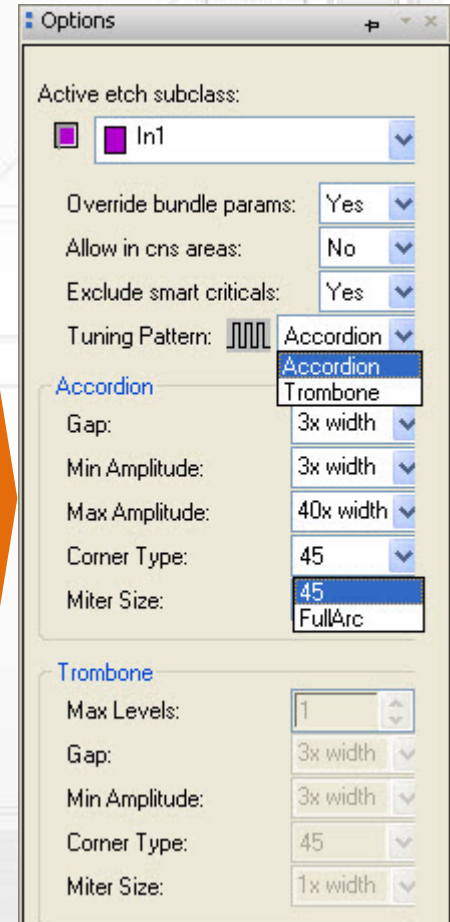 Options
Active etch subclass:
In1
Override bundle params: Yes
Allow in cns areas: No
Exclude smart criticals: Yes
Tuning Pattern: Accordion
Accordion
Trombone
Accordion
Gap: 3x width
Min Amplitude: 3x width
Max Amplitude: 40x width
Corner Type: 45
45
FullArc
Miter Size:
Trombone
Max Levels: 1
Gap: 3x width
Min Amplitude: 3x width
Corner Type: 45
Miter Size: 1x width